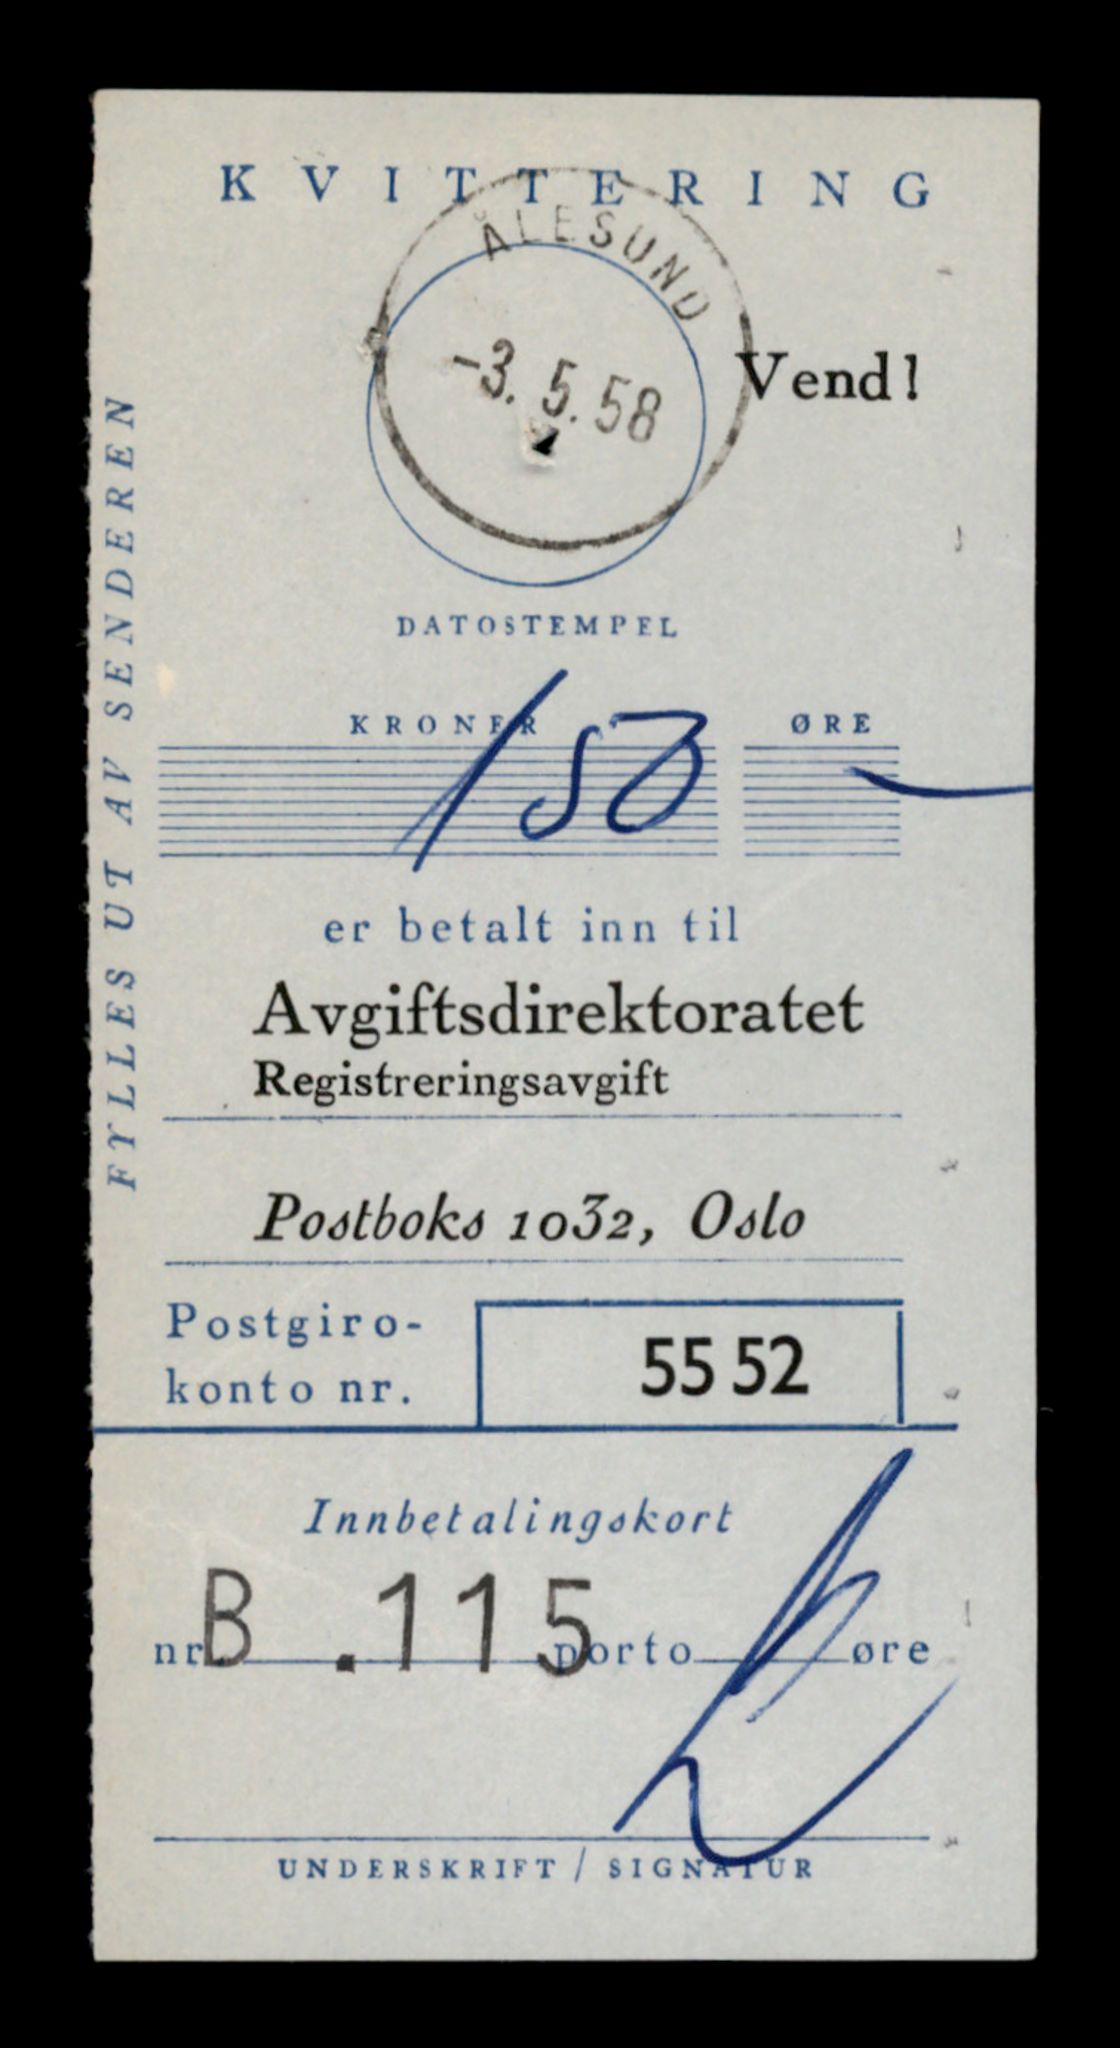 KVITTERING
ÅLESUND
-3. 5. 58
Vend!
DATOSTEMPEL
FYLLES UT AV SENDEREN
KRONER ØRE
150 —
er betalt inn til
Avgiftsdirektoratet
Registreringsavgift
Postboks 1032, Oslo
Postgiro-
konto nr.
55 52
Innbetalingskort
nr. B .115 porto øre
UNDERSKRIFT / SIGNATUR